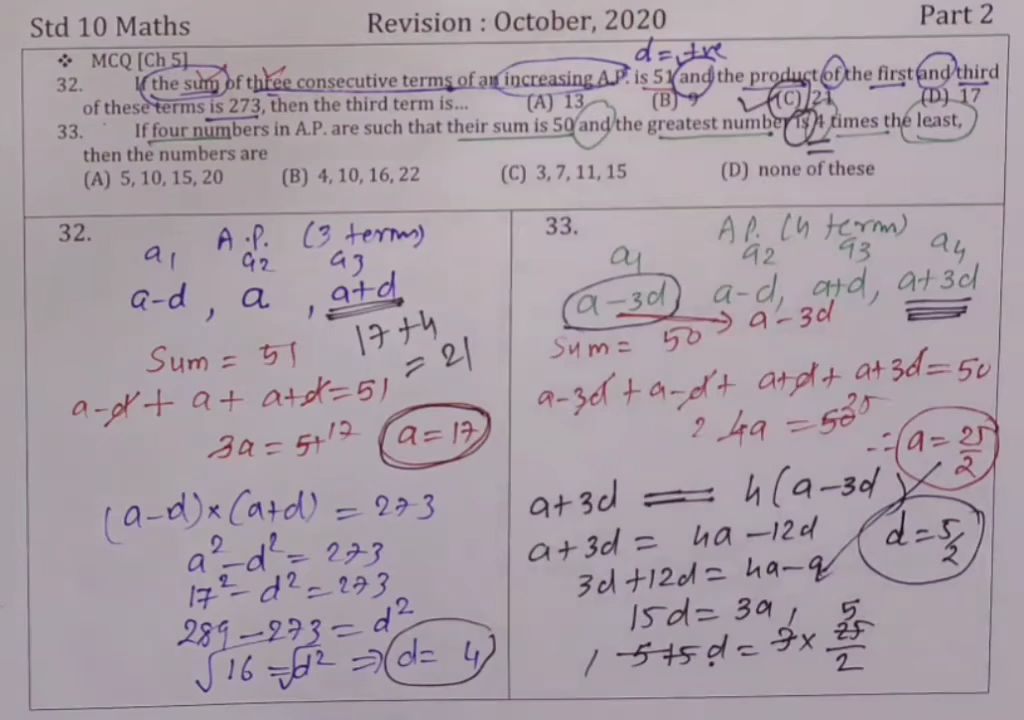 Std 10 Maths Revision : October, 2020 Part 2
❖ MCQ [Ch 5] d = +ve
32. If the sum of three consecutive terms of an increasing A.P. is 51 and the product of the first and third
of these terms is 273, then the third term is... (A) 13 (B) 9 (C) 21 (D) 17
33. If four numbers in A.P. are such that their sum is 50 and the greatest number is 4 times the least,
then the numbers are
(A) 5, 10, 15, 20 (B) 4, 10, 16, 22 (C) 3, 7, 11, 15 (D) none of these
32.
A.P. (3 terms)
a1 a2 a3
a-d , a , a+d
17+4
= 21
Sum = 51
a-d + a + a+d = 51
3a = 51 17
a = 17
(a-d)×(a+d) = 273
a²-d² = 273
17²-d² = 273
289-273 = d²
√16 = √d² ⇒ d= 4
33.
A.P. (4 term)
a1 a2 a3 a4
a-3d a-d, a+d, a+3d
a-3d
Sum = 50
a-3d + a-d + a+d + a+3d = 50
2 4a = 50 25
∴ a = 25/2
a+3d = 4(a-3d)
a+3d = 4a-12d
d = 5/2
3d+12d = 4a-a
15d = 3a,
d = 3 × 25/2
5